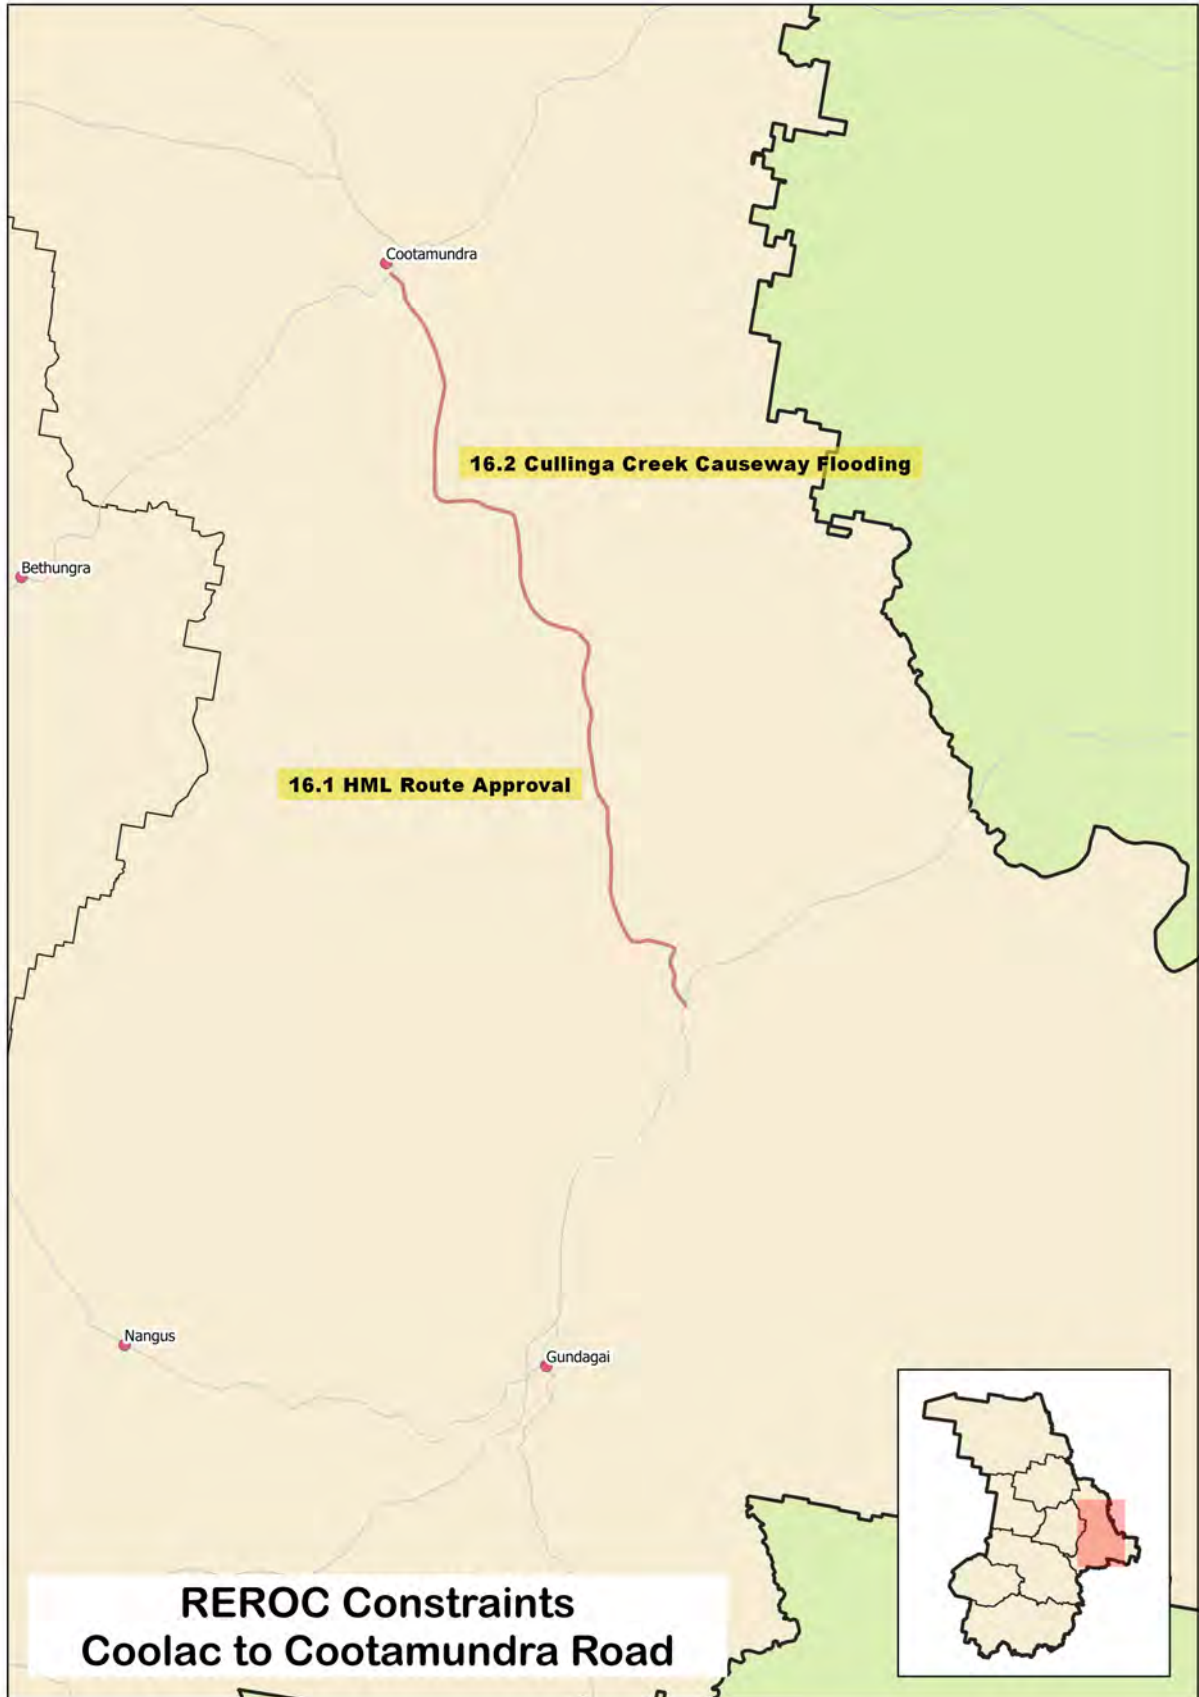 Cootamundra
16.2 Cullinga Creek Causeway Flooding
Bethungra
16.1 HML Route Approval
Nangus
Gundagai
REROC Constraints
Coolac to Cootamundra Road